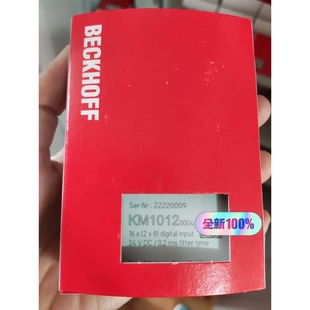 BECKHOFF
Ser.Nr.: 22220009
KM1012
全新100%
16 x (2 x 8) digital input
24 V DC / 0.2 ms filter time